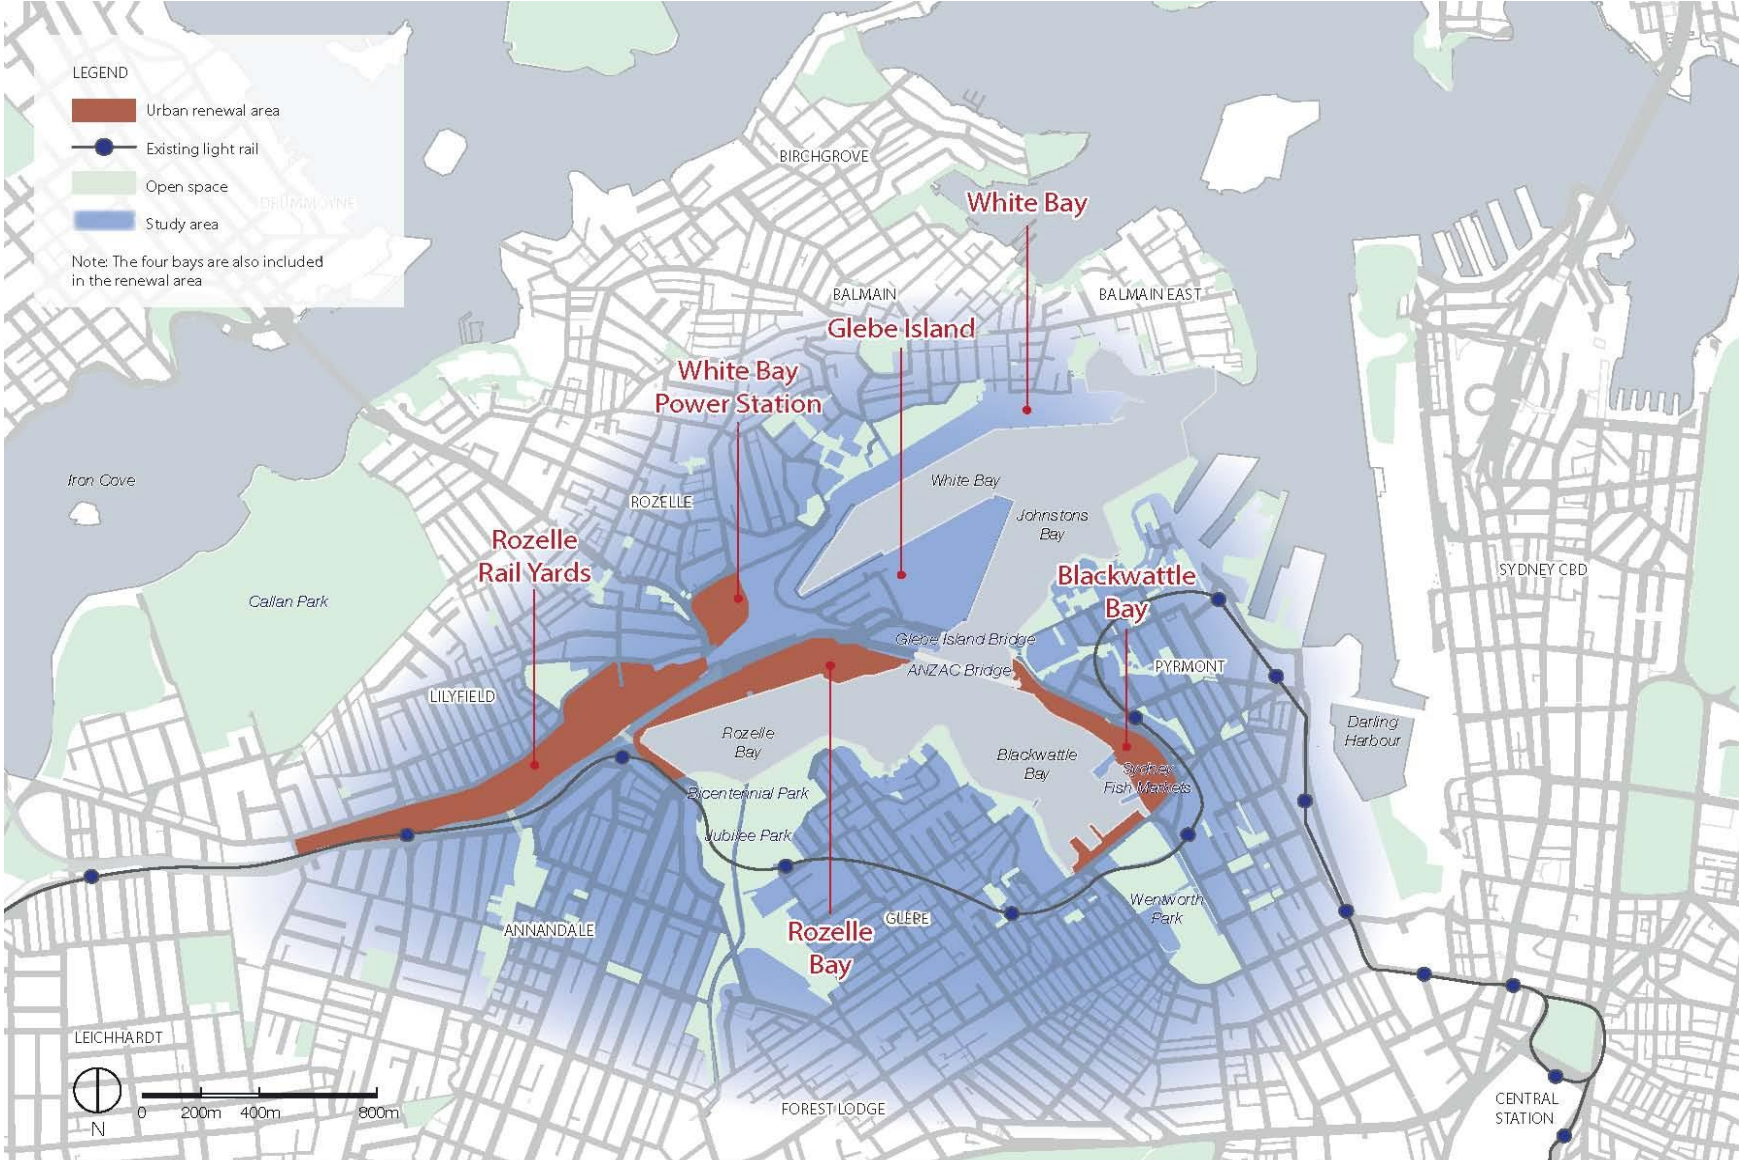 LEGEND
Urban renewal area
Existing light rail
Open space
DRUMMOYNE
Study area
Note: The four bays are also included
in the renewal area
BIRCHGROVE
White Bay
BALMAIN
BALMAIN EAST
Glebe Island
White Bay
Power Station
Iron Cove
White Bay
ROZELLE
Johnstons
Bay
Rozelle
Rail Yards
Blackwattle
Bay
SYDNEY CBD
Callan Park
Glebe Island Bridge
ANZAC Bridge
PYRMONT
LILYFIELD
Rozelle
Bay
Blackwattle
Bay
Darling
Harbour
Sydney
Fish Markets
Bicentennial Park
Jubilee Park
Wentworth
Park
ANNANDALE
GLEBE
Rozelle
Bay
LEICHHARDT
0 200m 400m 800m
N
FOREST LODGE
CENTRAL
STATION